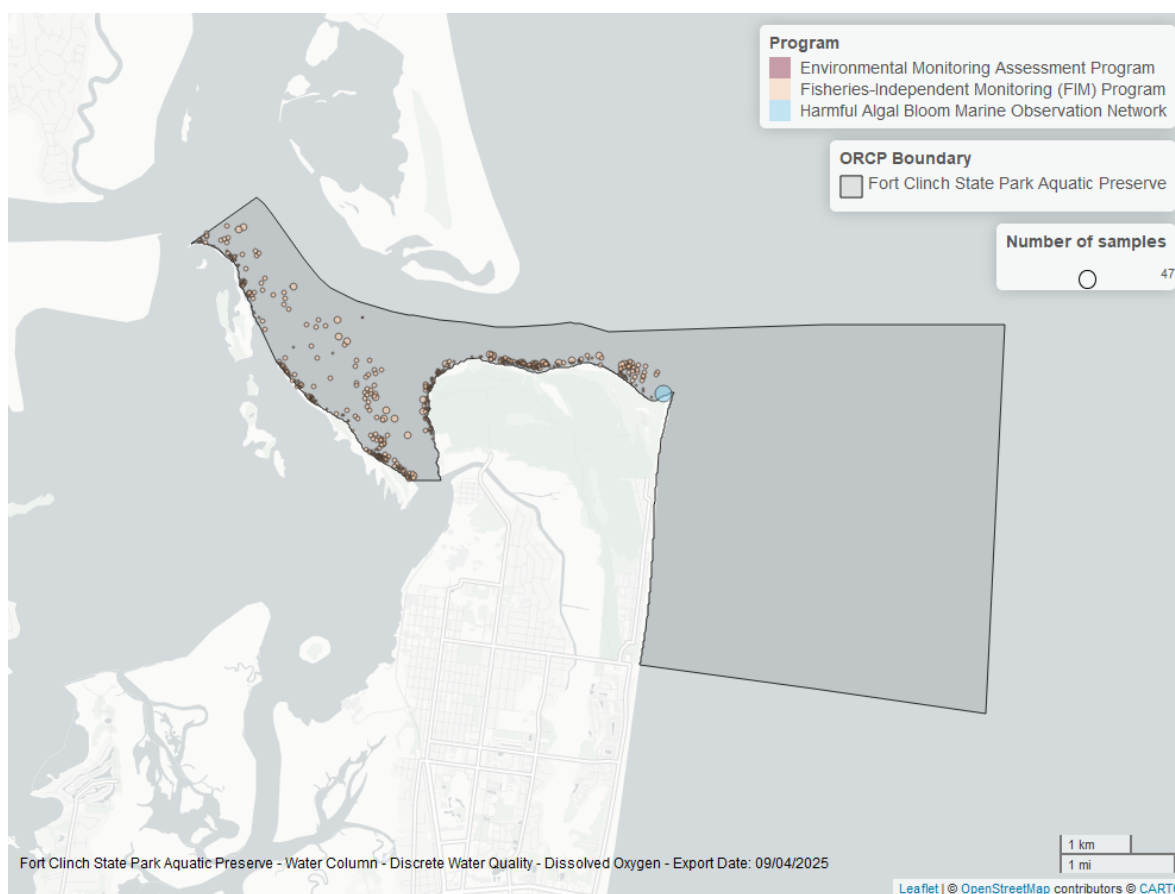 Program
Environmental Monitoring Assessment Program
Fisheries-Independent Monitoring (FIM) Program
Harmful Algal Bloom Marine Observation Network
ORCP Boundary
Fort Clinch State Park Aquatic Preserve
Number of samples
47
1 km
1 mi
Fort Clinch State Park Aquatic Preserve - Water Column - Discrete Water Quality - Dissolved Oxygen - Export Date: 09/04/2025
Leaflet | © OpenStreetMap contributors © CART